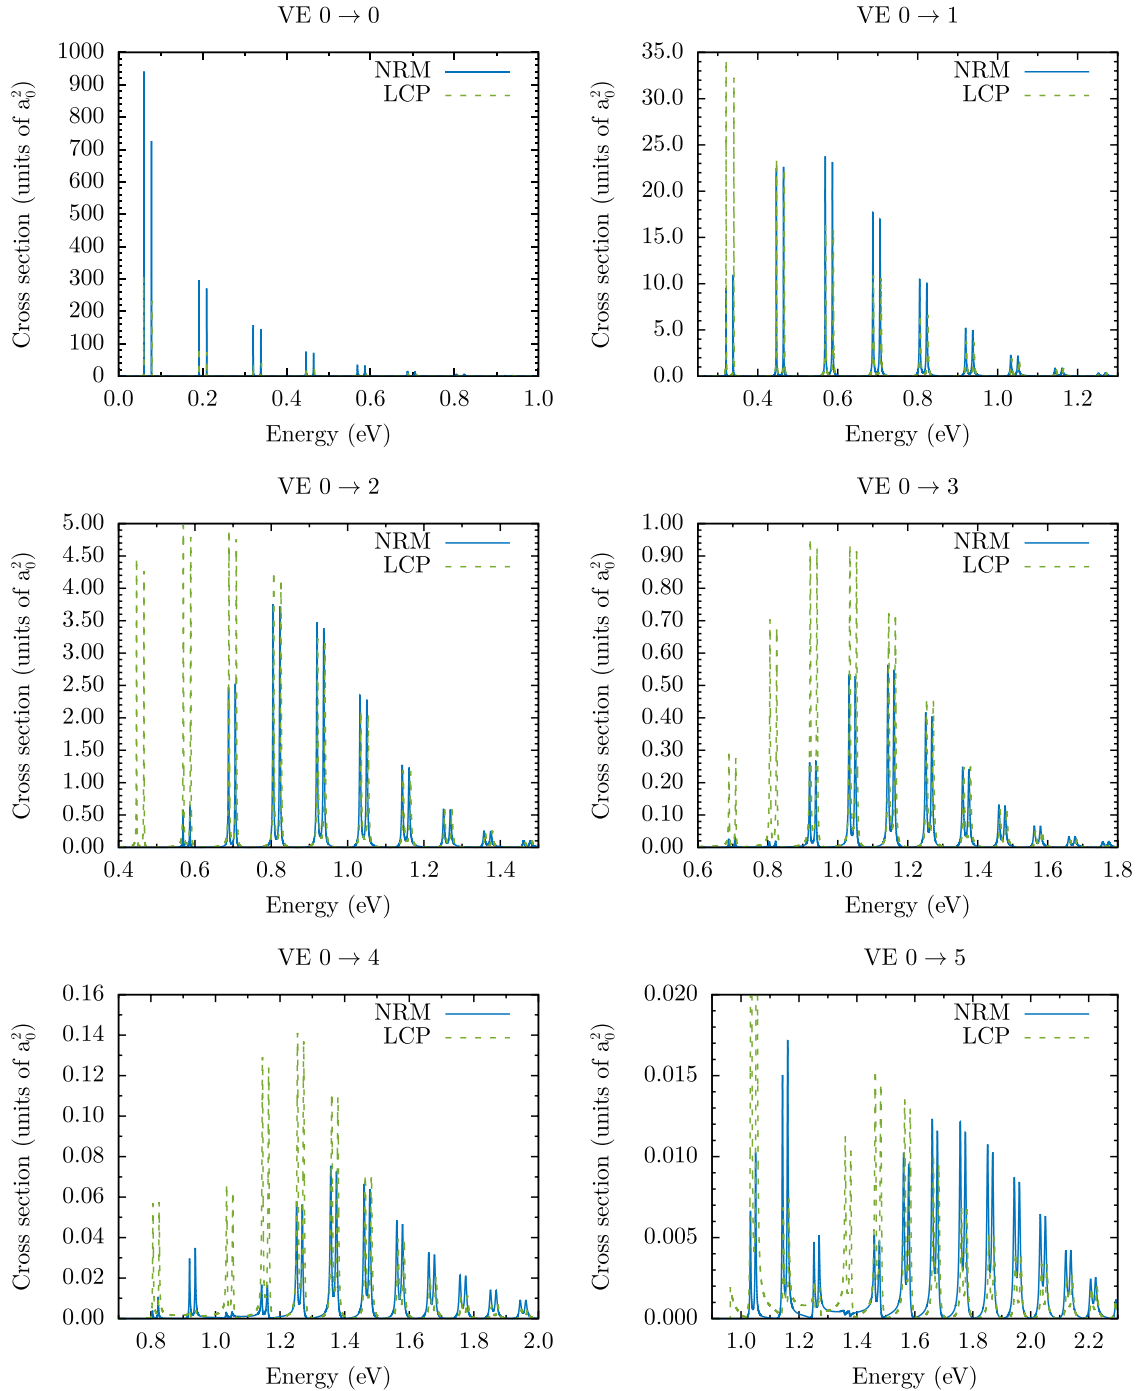 VE 0 → 0
Cross section (units of a₀²)
1000
900
800
700
600
500
400
300
200
100
0
NRM
LCP
0.0 0.2 0.4 0.6 0.8 1.0
Energy (eV)
VE 0 → 1
Cross section (units of a₀²)
35.0
30.0
25.0
20.0
15.0
10.0
5.0
0.0
NRM
LCP
0.4 0.6 0.8 1.0 1.2
Energy (eV)
VE 0 → 2
Cross section (units of a₀²)
5.00
4.50
4.00
3.50
3.00
2.50
2.00
1.50
1.00
0.50
0.00
NRM
LCP
0.4 0.6 0.8 1.0 1.2 1.4
Energy (eV)
VE 0 → 3
Cross section (units of a₀²)
1.00
0.90
0.80
0.70
0.60
0.50
0.40
0.30
0.20
0.10
0.00
NRM
LCP
0.6 0.8 1.0 1.2 1.4 1.6 1.8
Energy (eV)
VE 0 → 4
Cross section (units of a₀²)
0.16
0.14
0.12
0.10
0.08
0.06
0.04
0.02
0.00
NRM
LCP
0.8 1.0 1.2 1.4 1.6 1.8 2.0
Energy (eV)
VE 0 → 5
Cross section (units of a₀²)
0.020
0.015
0.010
0.005
0.000
NRM
LCP
1.0 1.2 1.4 1.6 1.8 2.0 2.2
Energy (eV)